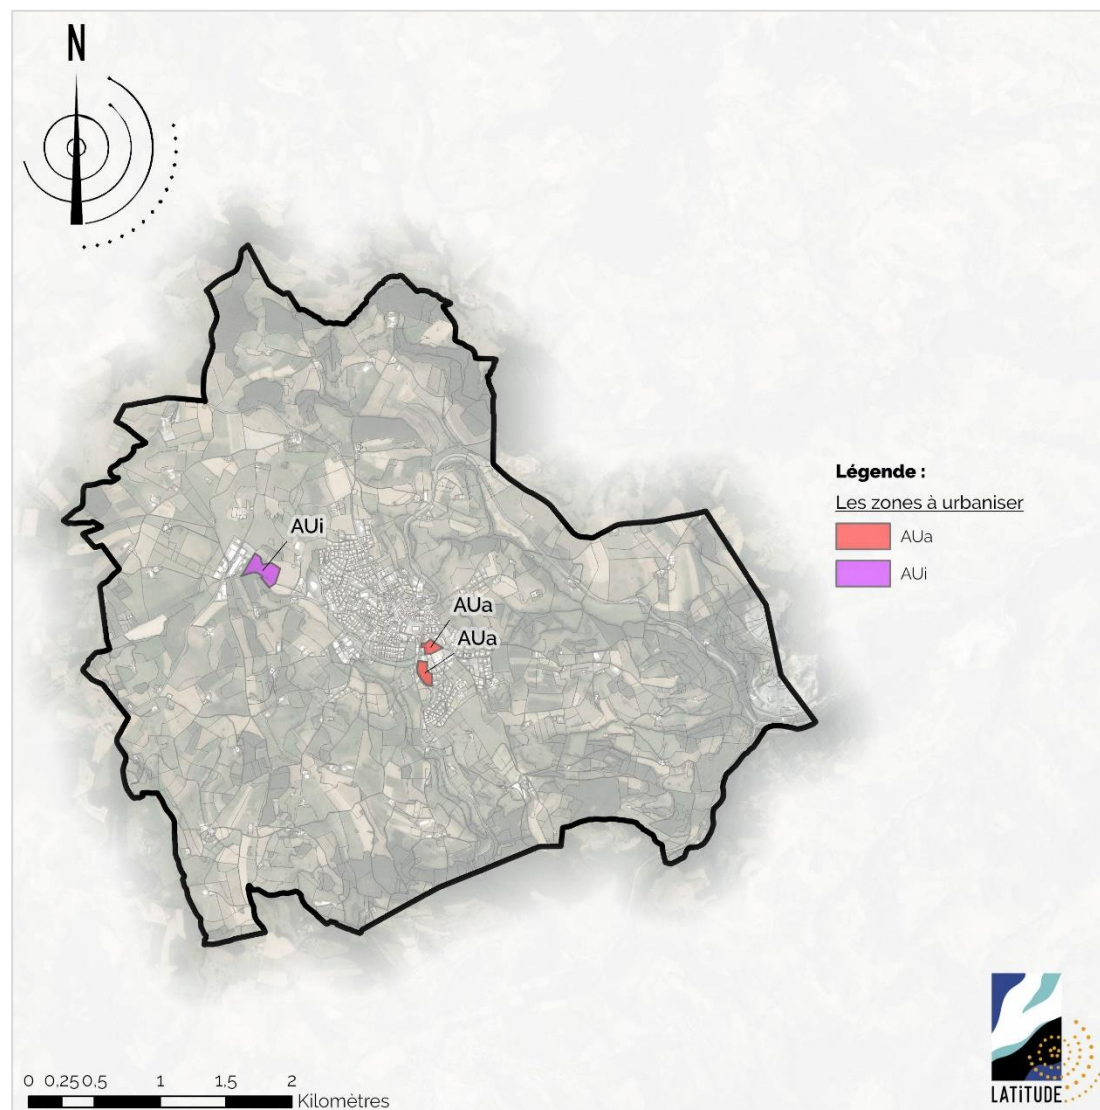 N
AUi
AUa
AUa
Légende :
Les zones à urbaniser
AUa
AUi
0 0,25 0,5 1 1,5 2
Kilomètres
LATiTUDE